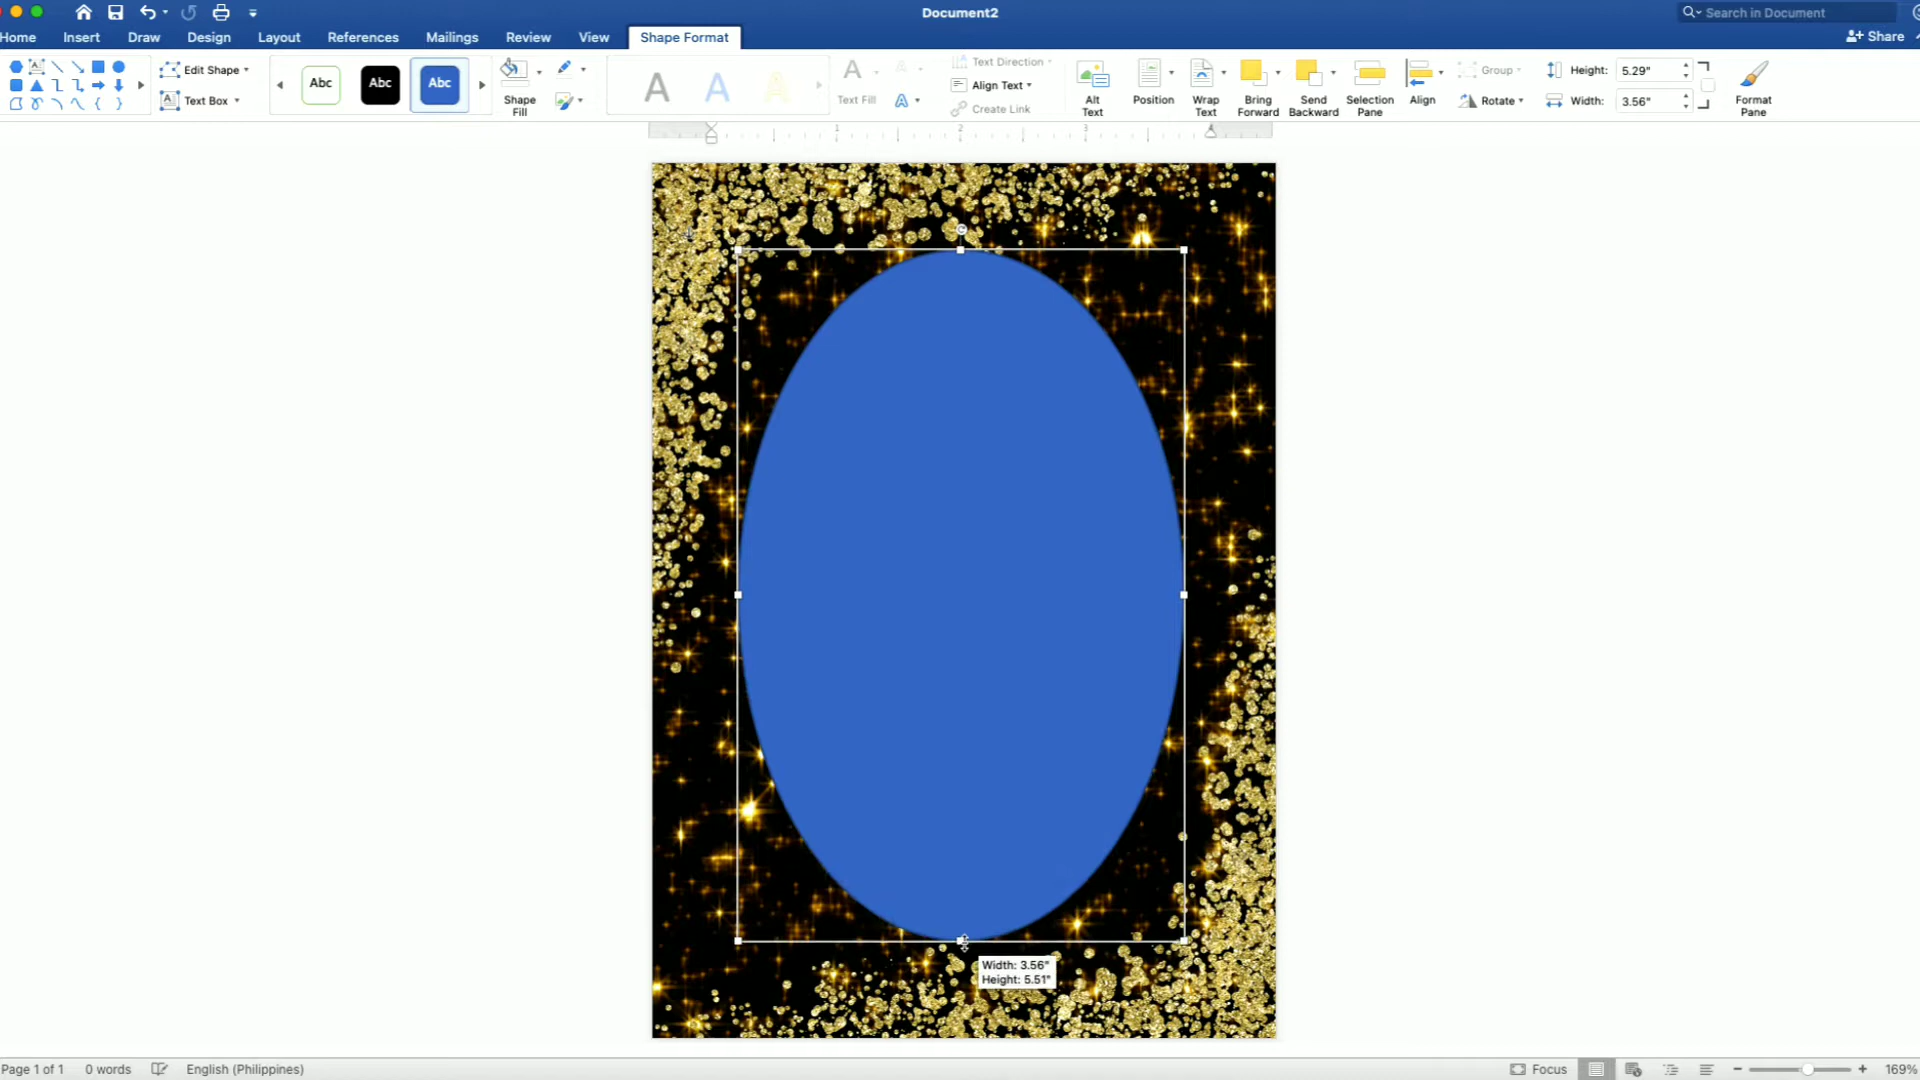 Document2
Search in Document
Home Insert Draw Design Layout References Mailings Review View Shape Format
Share
Edit Shape
Text Box
Abc Abc Abc
Shape Fill
A A A
A
Text Fill
A
Text Direction
Align Text
Create Link
Alt Text
Position
Wrap Text
Bring Forward
Send Backward
Selection Pane
Align
Group
Rotate
Height: 5.29"
Width: 3.56"
Format Pane
1 2 3
Width: 3.56"
Height: 5.51"
Page 1 of 1 0 words English (Philippines) Focus 169%